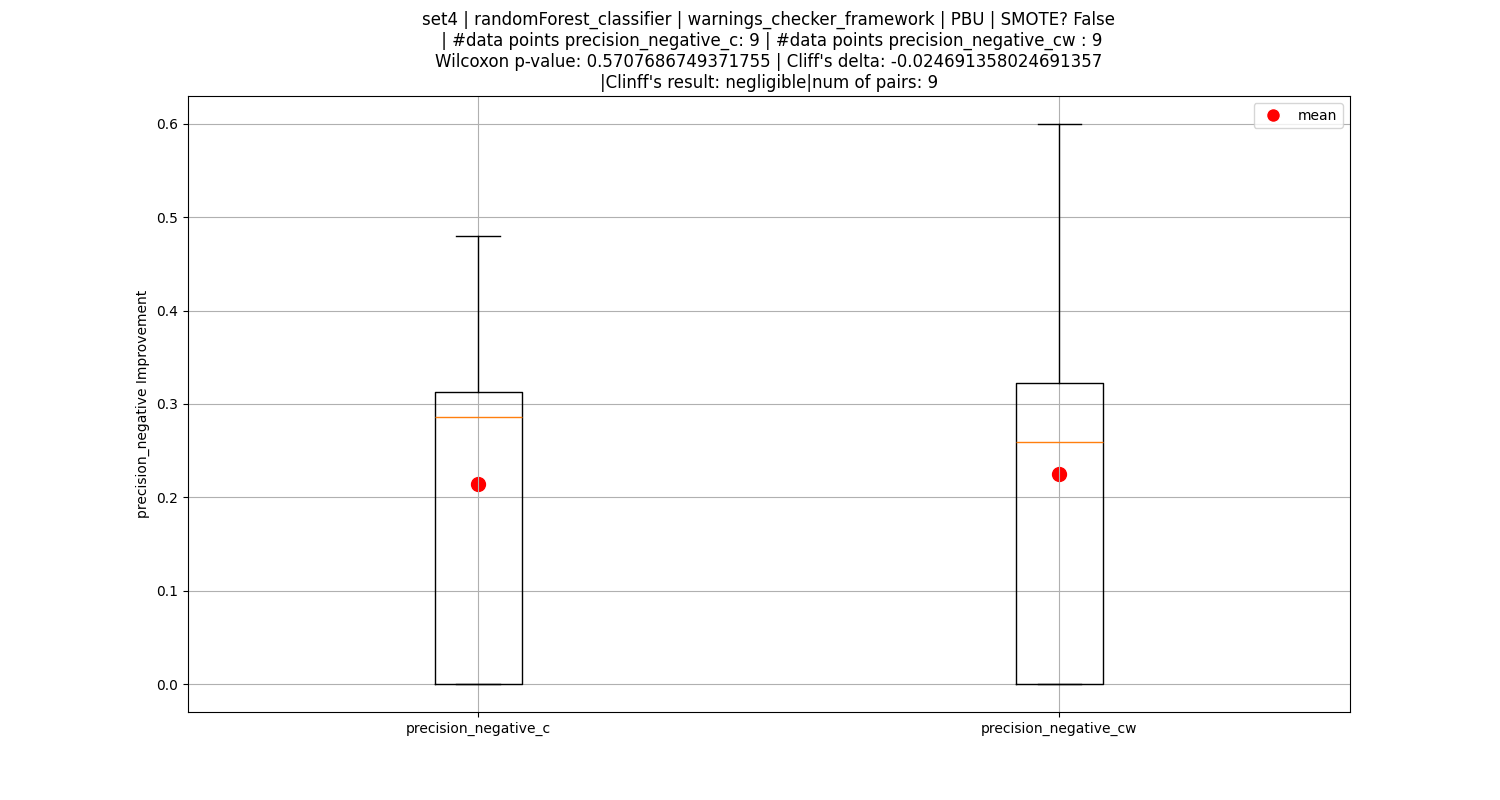 set4 | randomForest_classifier | warnings_checker_framework | PBU | SMOTE? False
| #data points precision_negative_c: 9 | #data points precision_negative_cw : 9
Wilcoxon p-value: 0.5707686749371755 | Cliff's delta: -0.024691358024691357
|Clinff's result: negligible|num of pairs: 9
mean
precision_negative Improvement
0.6
0.5
0.4
0.3
0.2
0.1
0.0
precision_negative_c
precision_negative_cw